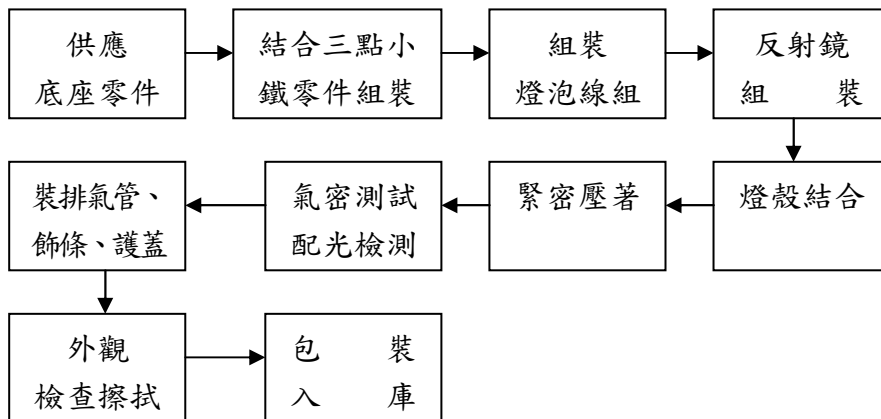 供應
底座零件
結合三點小
鐵零件組裝
組裝
燈泡線組
反射鏡
組裝
燈殼結合
緊密壓著
氣密測試
配光檢測
裝排氣管、
飾條、護蓋
外觀
檢查擦拭
包裝
入庫